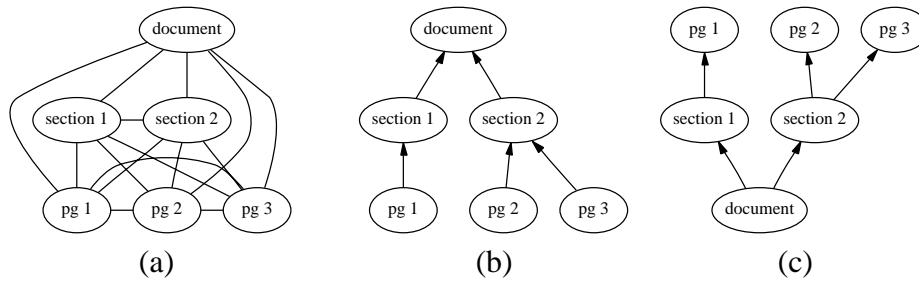 document
section 1 section 2
pg 1 pg 2 pg 3
(a)
document
section 1 section 2
pg 1 pg 2 pg 3
(b)
pg 1 pg 2 pg 3
section 1 section 2
document
(c)